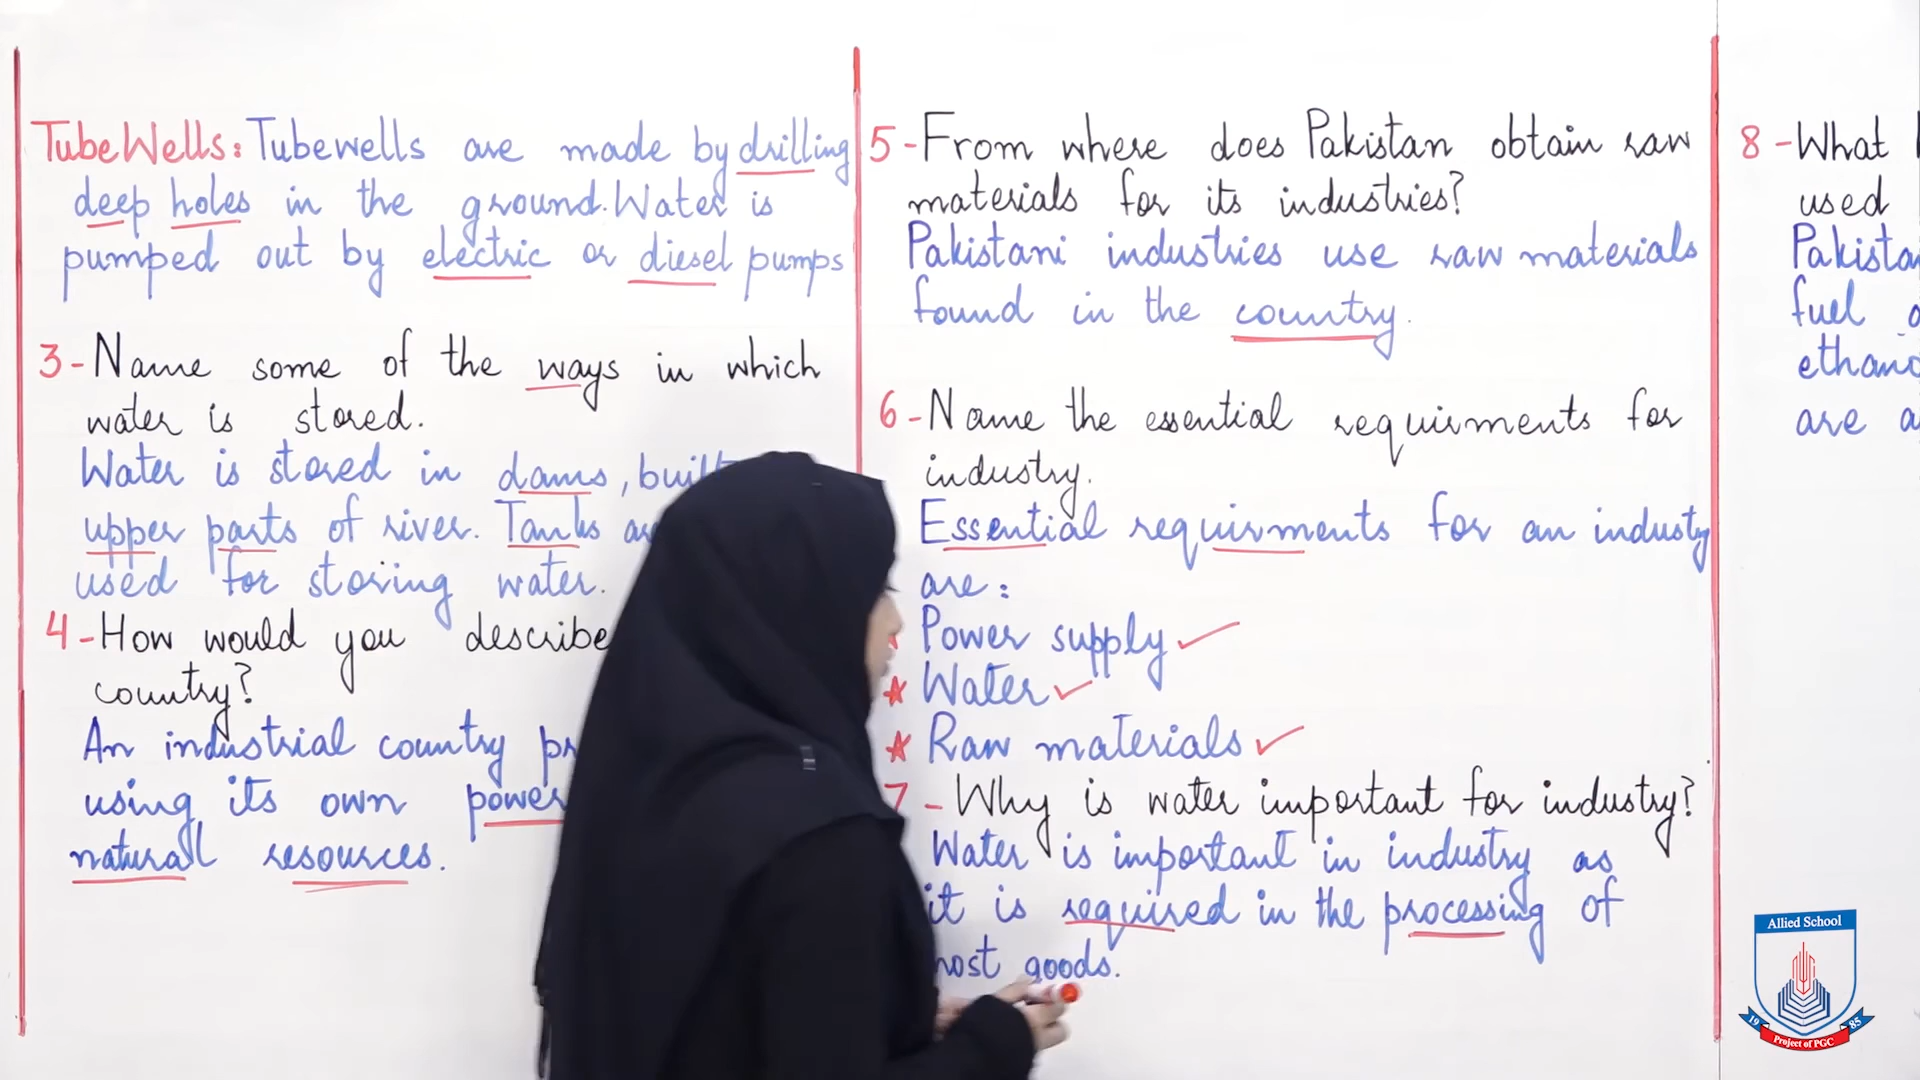 TubeWells: Tubewells are made by drilling
deep holes in the ground. Water is
pumped out by electric or diesel pumps
3- Name some of the ways in which
water is stored.
Water is stored in dams, built
upper parts of river. Tanks
used for storing water.
4- How would you describe
country?
An industrial country
using its own power
natural resources.
5- From where does Pakistan obtain raw
materials for its industries?
Pakistani industries use raw materials
found in the country.
6- Name the essential requirments for
industry.
Essential requirments for an industy
are:
Power supply ✓
★ Water ✓
★ Raw materials ✓
7- Why is water important for industry?
Water is important in industry as
it is required in the processing of
most goods.
8- What
used
fuel
are
Allied School
19 85
Project of PGC